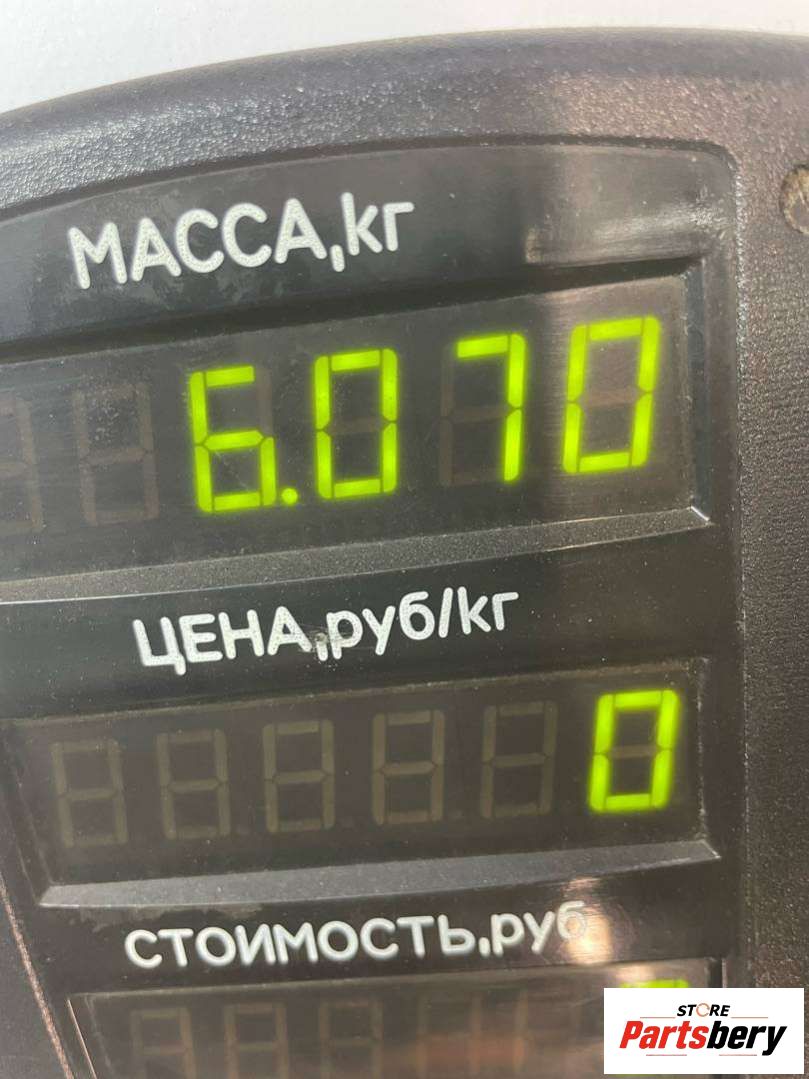 МАССА,кг
6.070
ЦЕНА,руб/кг
0
СТОИМОСТЬ,руб
STORE
Partsbery